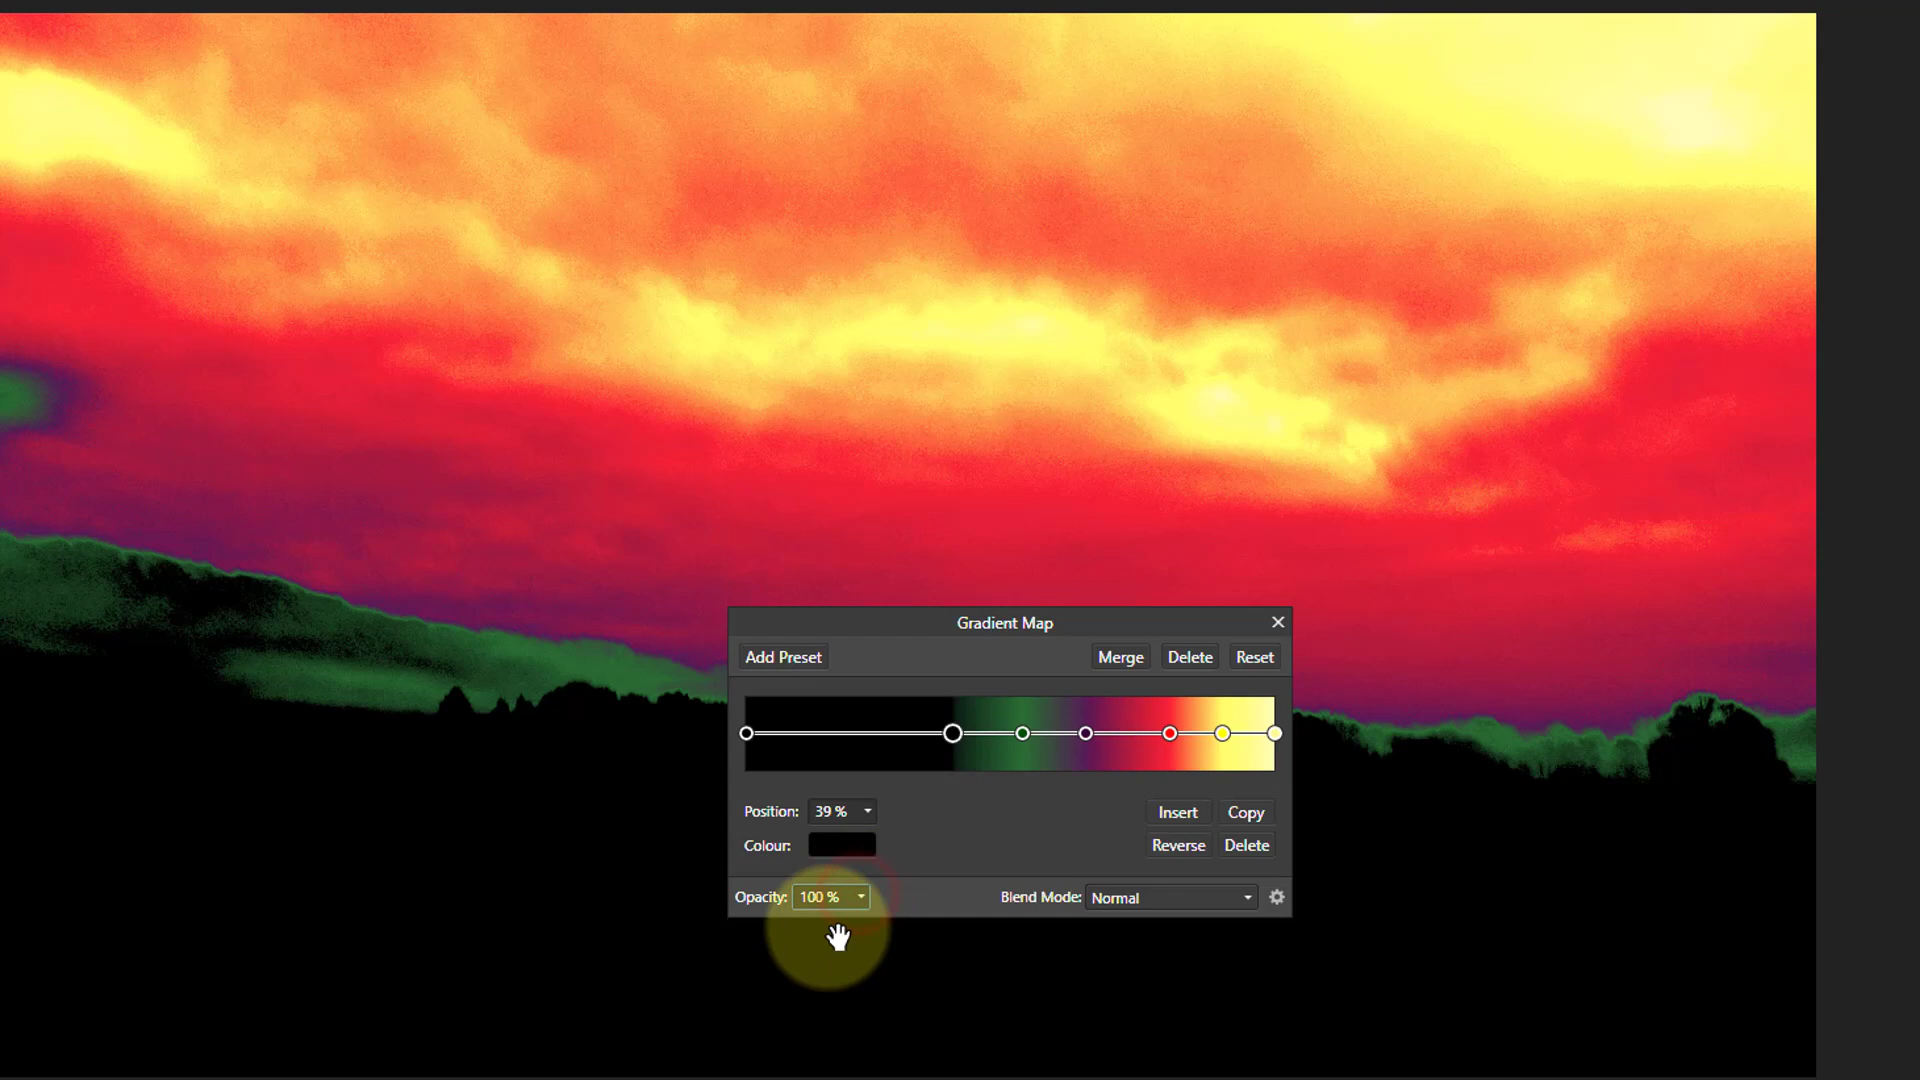 Gradient Map
Add Preset Merge Delete Reset
Position: 39 % Insert Copy
Colour: Reverse Delete
Opacity: 100 % Blend Mode: Normal